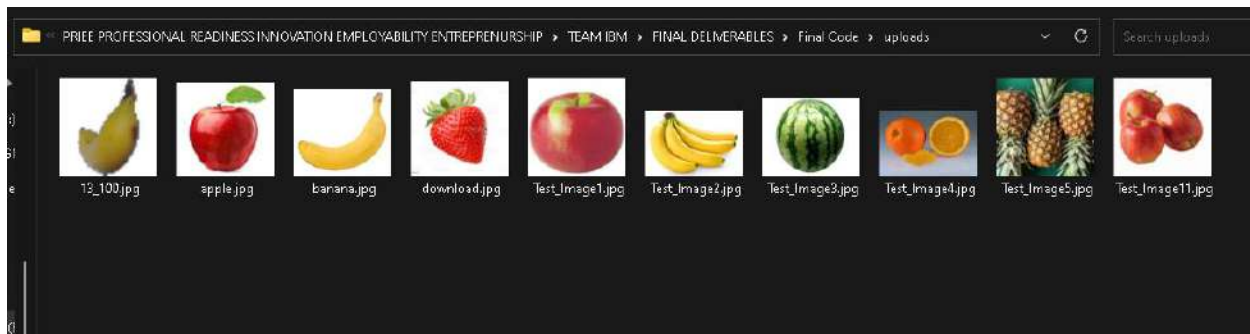 « PRIEE PROFESSIONAL READINESS INNOVATION EMPLOYABILITY ENTREPRENURSHIP › TEAM IBM › FINAL DELIVERABLES › Final Code › uploads
Search uploads
13_100.jpg apple.jpg banana.jpg download.jpg Test_Image1.jpg Test_Image2.jpg Test_Image3.jpg Test_Image4.jpg Test_Image5.jpg Test_Image11.jpg